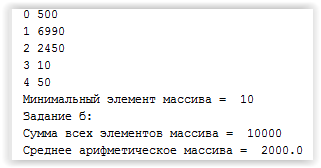 0 500
1 6990
2 2450
3 10
4 50
Минимальный элемент массива =  10
Задание б:
Сумма всех элементов массива =  10000
Среднее арифметическое массива =  2000.0